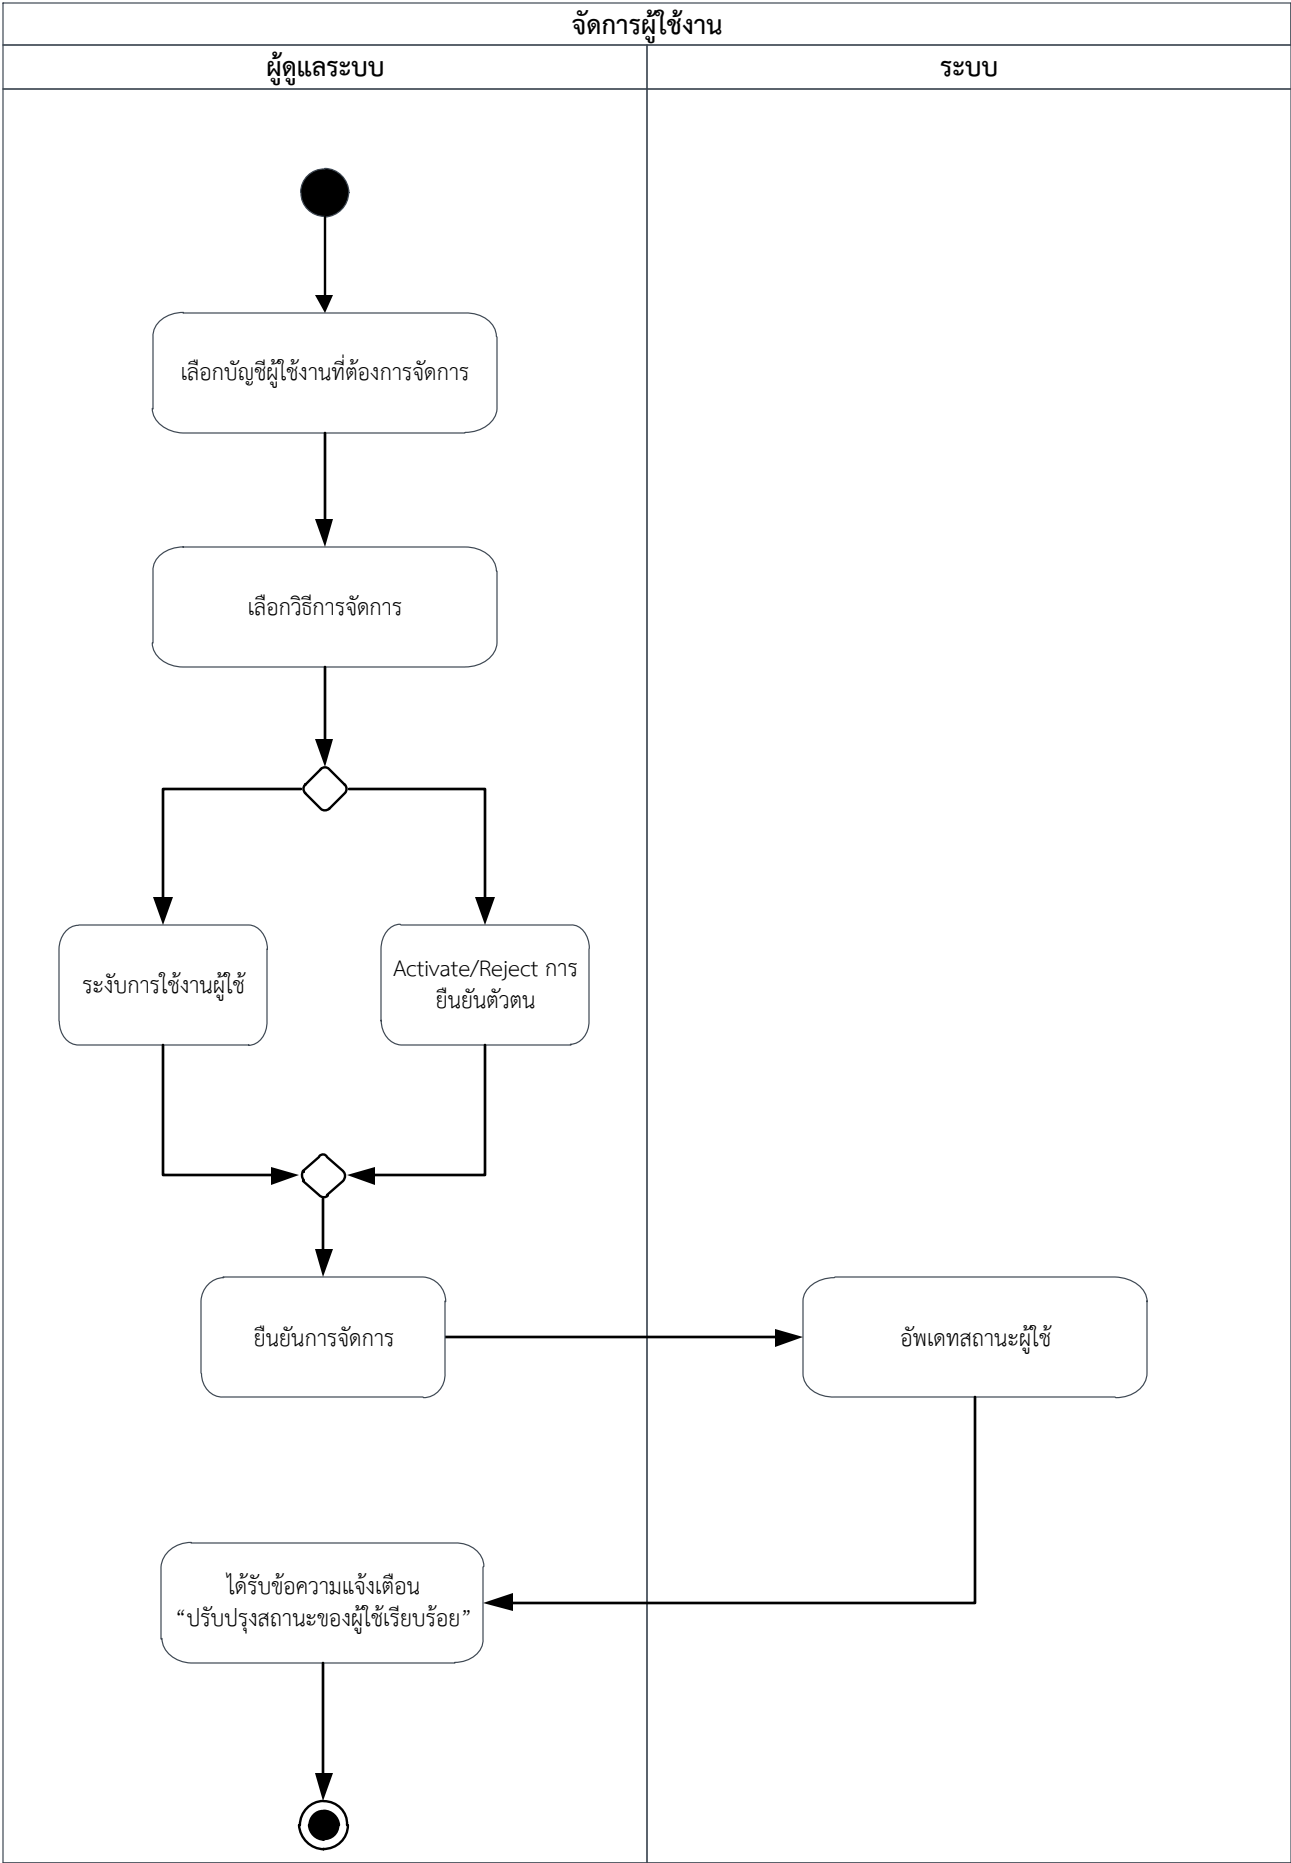 จัดการผู้ใช้งาน
ผู้ดูแลระบบ
ระบบ
เลือกบัญชีผู้ใช้งานที่ต้องการจัดการ
เลือกวิธีการจัดการ
ระงับการใช้งานผู้ใช้
Activate/Reject การ
ยืนยันตัวตน
ยืนยันการจัดการ
อัพเดทสถานะผู้ใช้
ได้รับข้อความแจ้งเตือน
“ปรับปรุงสถานะของผู้ใช้เรียบร้อย”